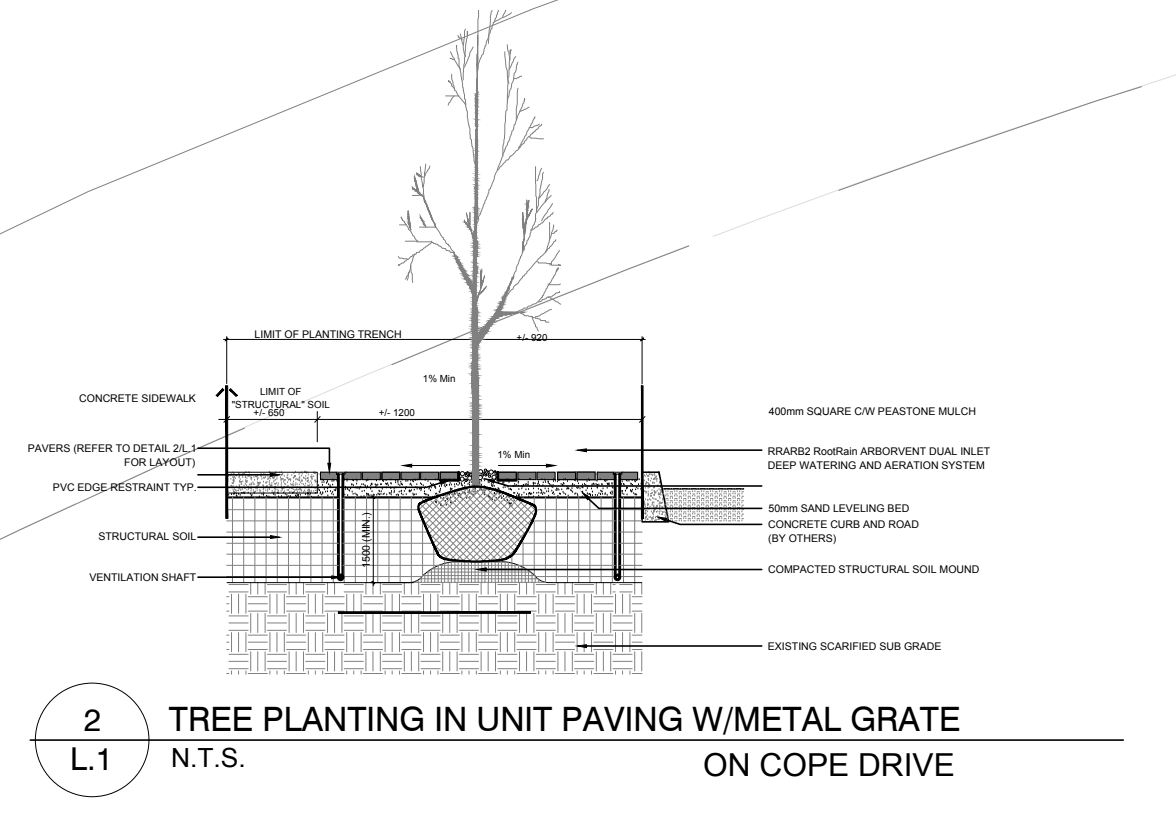 LIMIT OF PLANTING TRENCH
+/- 920
1% Min
CONCRETE SIDEWALK
LIMIT OF
"STRUCTURAL" SOIL
+/- 650
+/- 1200
400mm SQUARE C/W PEASTONE MULCH
PAVERS (REFER TO DETAIL 2/L.1
FOR LAYOUT)
1% Min
RRARB2 RootRain ARBORVENT DUAL INLET
DEEP WATERING AND AERATION SYSTEM
PVC EDGE RESTRAINT TYP.
50mm SAND LEVELING BED
CONCRETE CURB AND ROAD
(BY OTHERS)
STRUCTURAL SOIL
1500 (MIN.)
VENTILATION SHAFT
COMPACTED STRUCTURAL SOIL MOUND
EXISTING SCARIFIED SUB GRADE
2
L.1
TREE PLANTING IN UNIT PAVING W/METAL GRATE
N.T.S.
ON COPE DRIVE